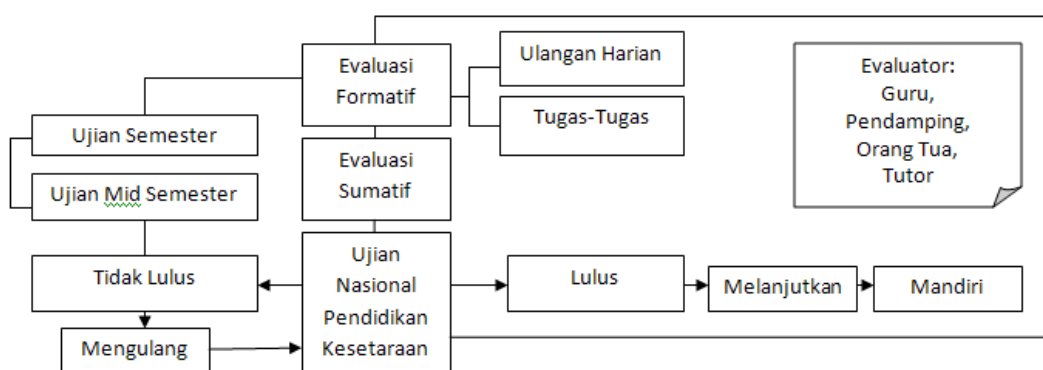 Evaluasi
Formatif
Ulangan Harian
Tugas-Tugas
Evaluator:
Guru,
Pendamping,
Orang Tua,
Tutor
Ujian Semester
Ujian Mid Semester
Evaluasi
Sumatif
Tidak Lulus
Ujian
Nasional
Pendidikan
Kesetaraan
Lulus
Melanjutkan
Mandiri
Mengulang